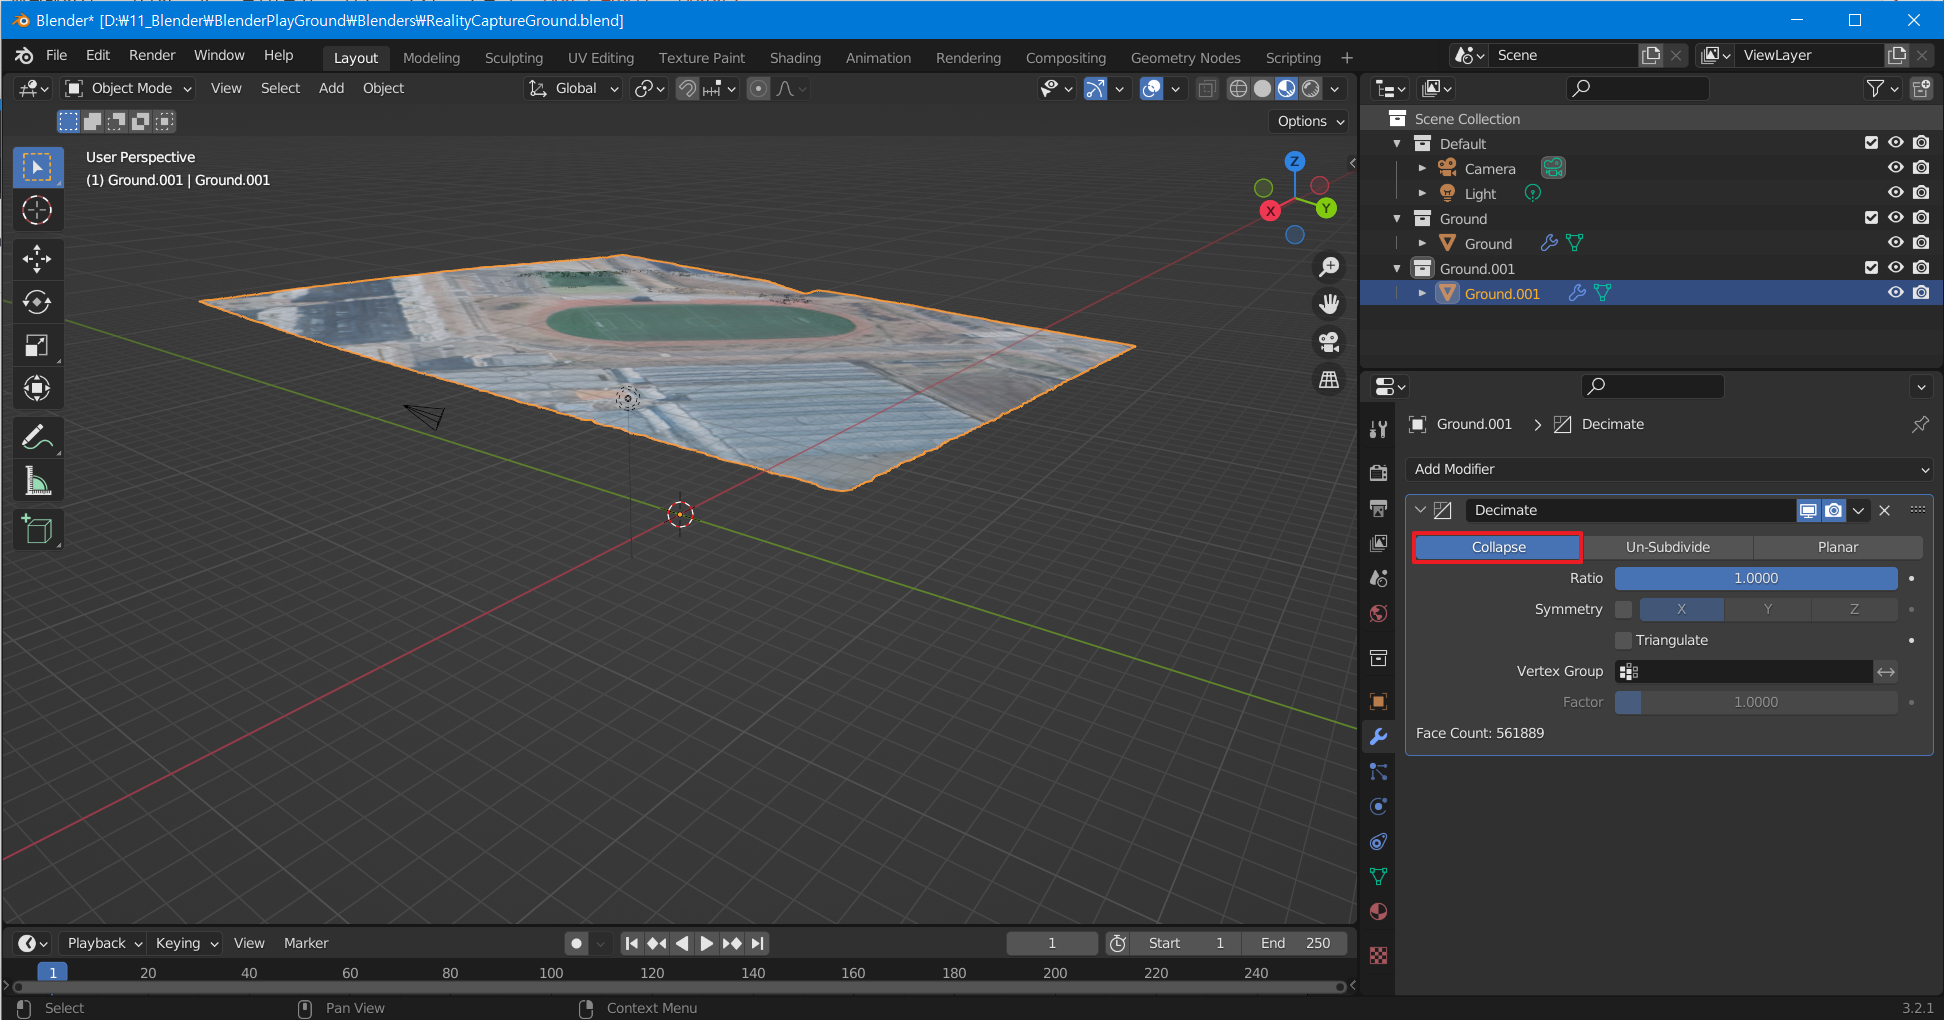 Blender* [D:₩11_Blender₩BlenderPlayGround₩Blenders₩RealityCaptureGround.blend]
File Edit Render Window Help Layout Modeling Sculpting UV Editing Texture Paint Shading Animation Rendering Compositing Geometry Nodes Scripting + Scene ViewLayer
Object Mode View Select Add Object Global
Options
User Perspective
(1) Ground.001 | Ground.001
Z
X
Y
Scene Collection
Default
Camera
Light
Ground
Ground
Ground.001
Ground.001
Ground.001 > Decimate
Add Modifier
Decimate
Collapse Un-Subdivide Planar
Ratio 1.0000
Symmetry X Y Z
Triangulate
Vertex Group
Factor 1.0000
Face Count: 561889
Playback Keying View Marker 1 Start 1 End 250
1 20 40 60 80 100 120 140 160 180 200 220 240
Select Pan View Context Menu 3.2.1